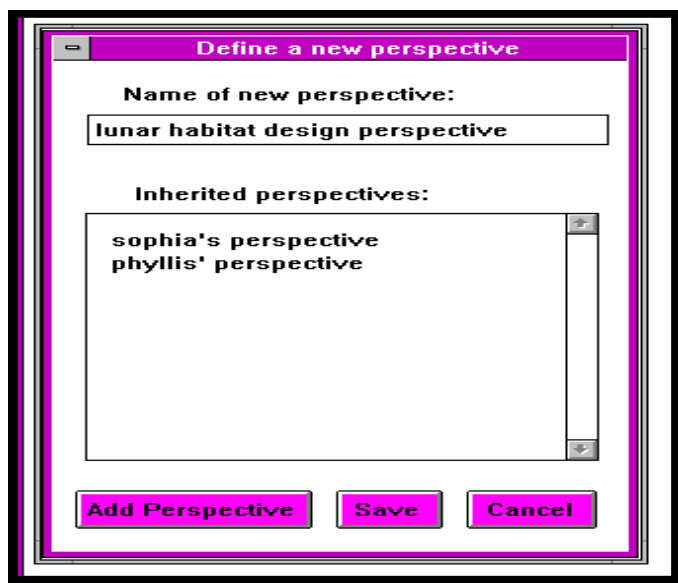 Define a new perspective
Name of new perspective:
lunar habitat design perspective
Inherited perspectives:
sophia's perspective
phyllis' perspective
Add Perspective Save Cancel